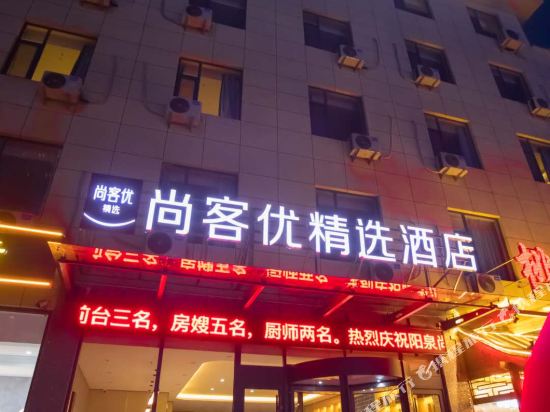 尚客优
精选
尚客优精选酒店
前台三名，房嫂五名，厨师两名。热烈庆祝阳泉尚